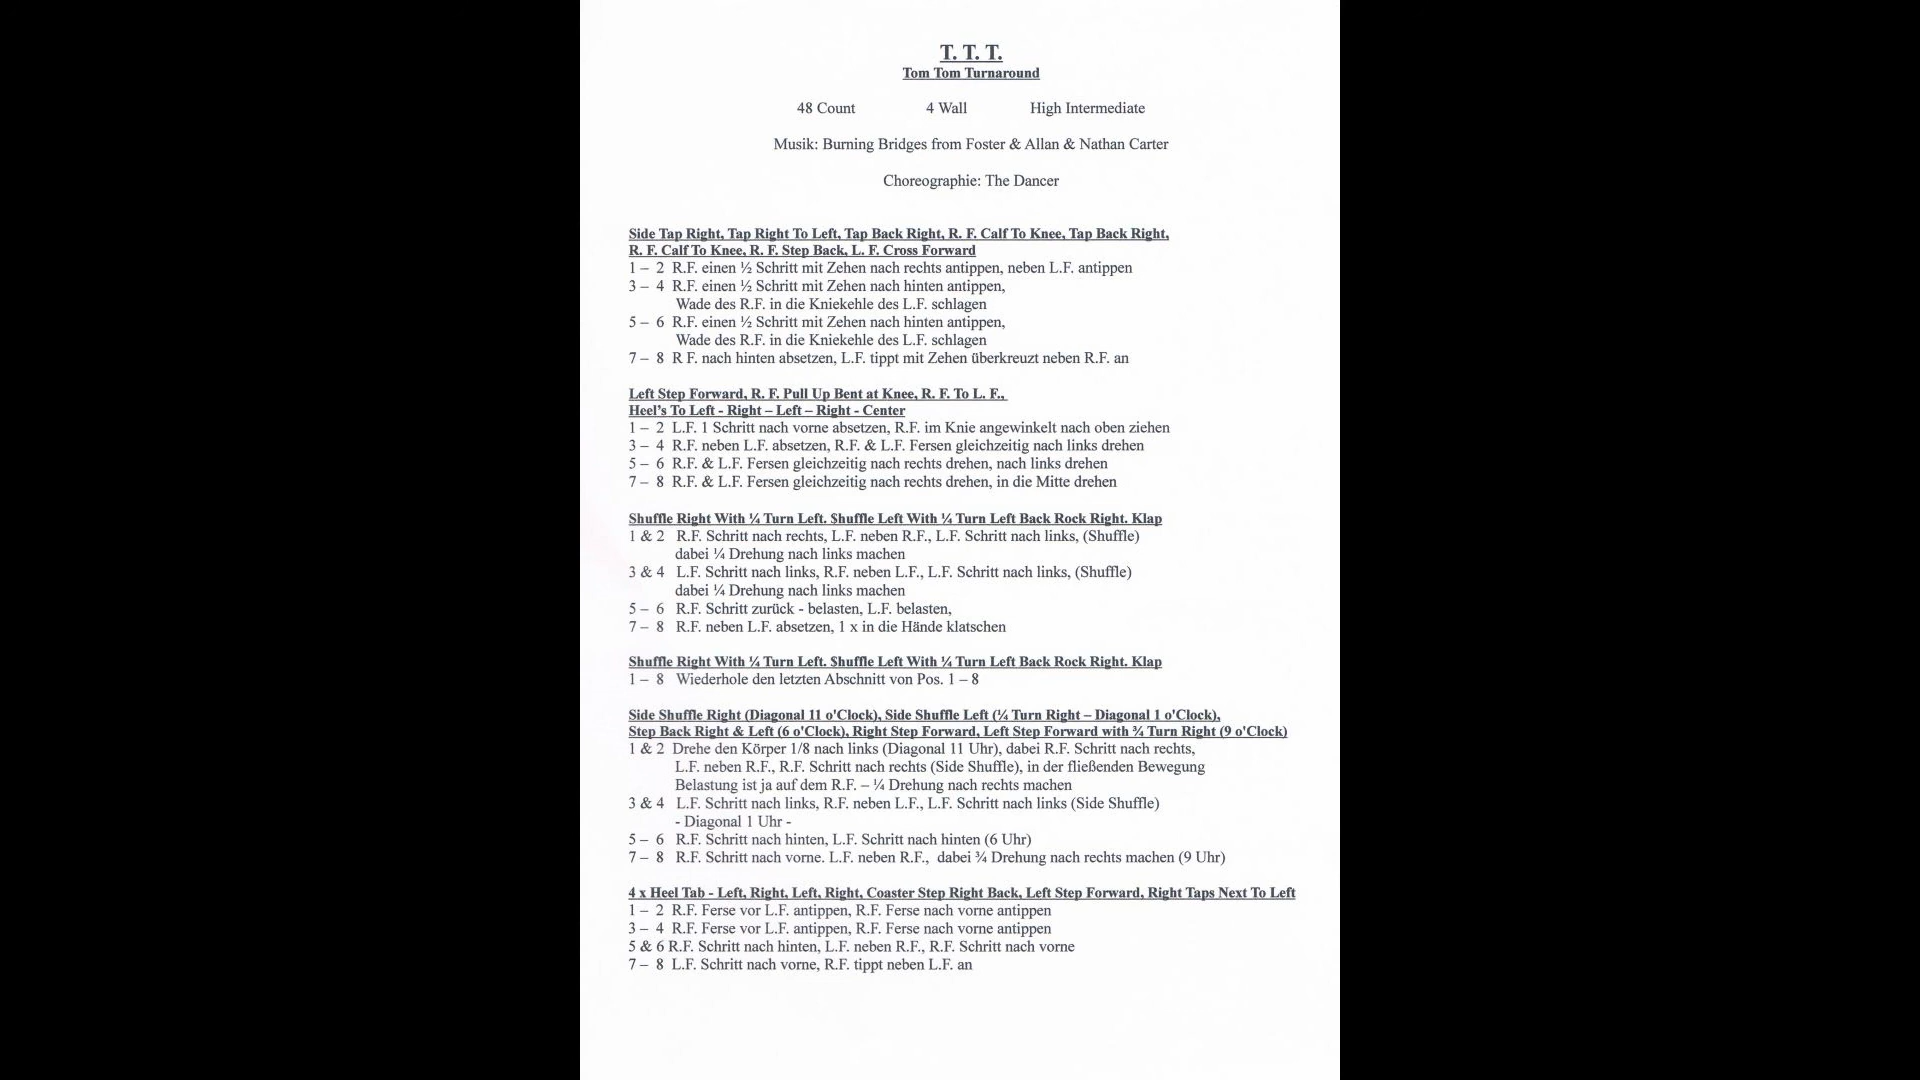 T. T. T.
Tom Tom Turnaround
48 Count 4 Wall High Intermediate
Musik: Burning Bridges from Foster & Allan & Nathan Carter
Choreographie: The Dancer
Side Tap Right, Tap Right To Left, Tap Back Right, R. F. Calf To Knee, Tap Back Right,
R. F. Calf To Knee, R. F. Step Back, L. F. Cross Forward
1 – 2 R.F. einen ½ Schritt mit Zehen nach rechts antippen, neben L.F. antippen
3 – 4 R.F. einen ½ Schritt mit Zehen nach hinten antippen,
Wade des R.F. in die Kniekehle des L.F. schlagen
5 – 6 R.F. einen ½ Schritt mit Zehen nach hinten antippen,
Wade des R.F. in die Kniekehle des L.F. schlagen
7 – 8 R F. nach hinten absetzen, L.F. tippt mit Zehen überkreuzt neben R.F. an
Left Step Forward, R. F. Pull Up Bent at Knee, R. F. To L. F.,
Heel's To Left - Right – Left – Right - Center
1 – 2 L.F. 1 Schritt nach vorne absetzen, R.F. im Knie angewinkelt nach oben ziehen
3 – 4 R.F. neben L.F. absetzen, R.F. & L.F. Fersen gleichzeitig nach links drehen
5 – 6 R.F. & L.F. Fersen gleichzeitig nach rechts drehen, nach links drehen
7 – 8 R.F. & L.F. Fersen gleichzeitig nach rechts drehen, in die Mitte drehen
Shuffle Right With ¼ Turn Left. Shuffle Left With ¼ Turn Left Back Rock Right. Klap
1 & 2 R.F. Schritt nach rechts, L.F. neben R.F., L.F. Schritt nach links, (Shuffle)
dabei ¼ Drehung nach links machen
3 & 4 L.F. Schritt nach links, R.F. neben L.F., L.F. Schritt nach links, (Shuffle)
dabei ¼ Drehung nach links machen
5 – 6 R.F. Schritt zurück - belasten, L.F. belasten,
7 – 8 R.F. neben L.F. absetzen, 1 x in die Hände klatschen
Shuffle Right With ¼ Turn Left. Shuffle Left With ¼ Turn Left Back Rock Right. Klap
1 – 8 Wiederhole den letzten Abschnitt von Pos. 1 – 8
Side Shuffle Right (Diagonal 11 o'Clock), Side Shuffle Left (¼ Turn Right – Diagonal 1 o'Clock),
Step Back Right & Left (6 o'Clock), Right Step Forward, Left Step Forward with ¾ Turn Right (9 o'Clock)
1 & 2 Drehe den Körper 1/8 nach links (Diagonal 11 Uhr), dabei R.F. Schritt nach rechts,
L.F. neben R.F., R.F. Schritt nach rechts (Side Shuffle), in der fließenden Bewegung
Belastung ist ja auf dem R.F. – ¼ Drehung nach rechts machen
3 & 4 L.F. Schritt nach links, R.F. neben L.F., L.F. Schritt nach links (Side Shuffle)
- Diagonal 1 Uhr -
5 – 6 R.F. Schritt nach hinten, L.F. Schritt nach hinten (6 Uhr)
7 – 8 R.F. Schritt nach vorne. L.F. neben R.F., dabei ¾ Drehung nach rechts machen (9 Uhr)
4 x Heel Tab - Left, Right, Left, Right, Coaster Step Right Back, Left Step Forward, Right Taps Next To Left
1 – 2 R.F. Ferse vor L.F. antippen, R.F. Ferse nach vorne antippen
3 – 4 R.F. Ferse vor L.F. antippen, R.F. Ferse nach vorne antippen
5 & 6 R.F. Schritt nach hinten, L.F. neben R.F., R.F. Schritt nach vorne
7 – 8 L.F. Schritt nach vorne, R.F. tippt neben L.F. an